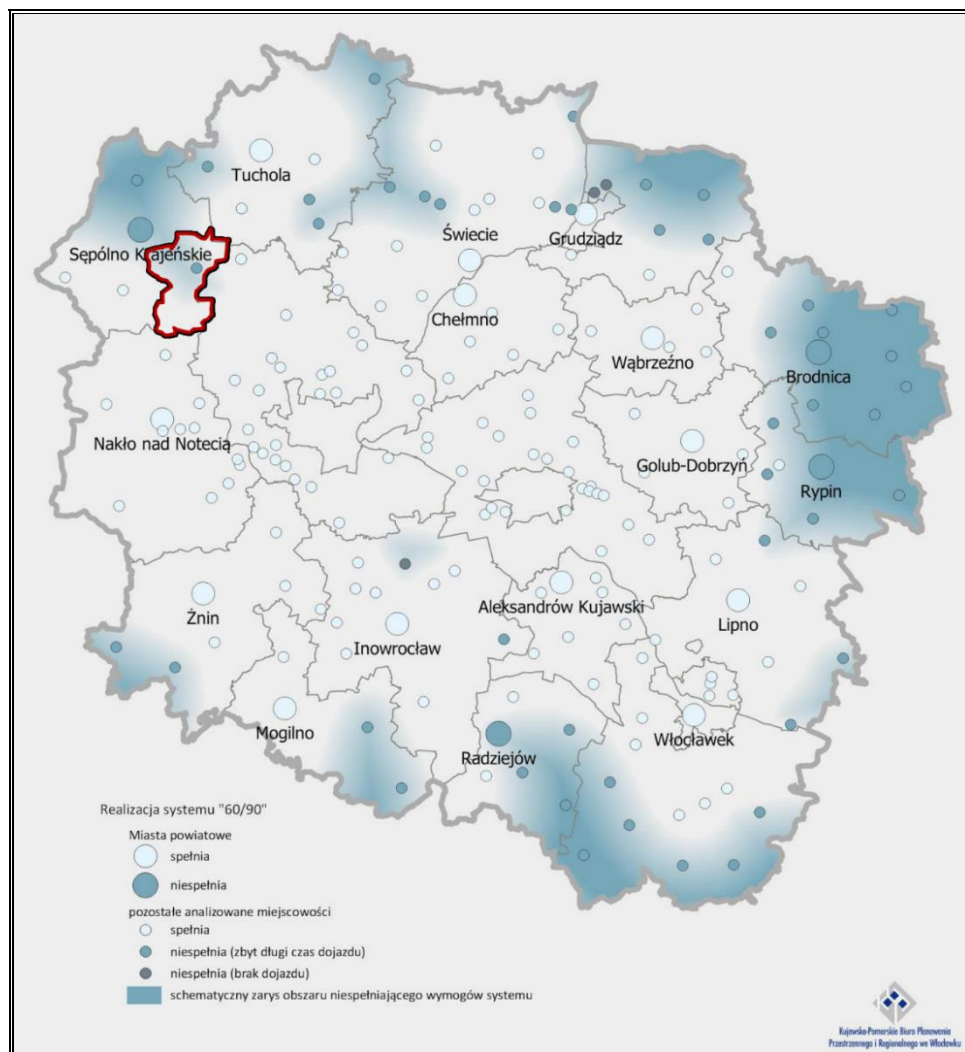 Tuchola
Świecie
Grudziądz
Sępólno Krajeńskie
Chełmno
Wąbrzeźno
Brodnica
Nakło nad Notecią
Golub-Dobrzyń
Rypin
Żnin
Aleksandrów Kujawski
Lipno
Inowrocław
Mogilno
Radziejów
Włocławek
Realizacja systemu "60/90"
Miasta powiatowe
spełnia
niespełnia
pozostałe analizowane miejscowości
spełnia
niespełnia (zbyt długi czas dojazdu)
niespełnia (brak dojazdu)
schematyczny zarys obszaru niespełniającego wymogów systemu
Kujawsko-Pomorskie Biuro Planowania
Przestrzennego i Regionalnego we Włocławku